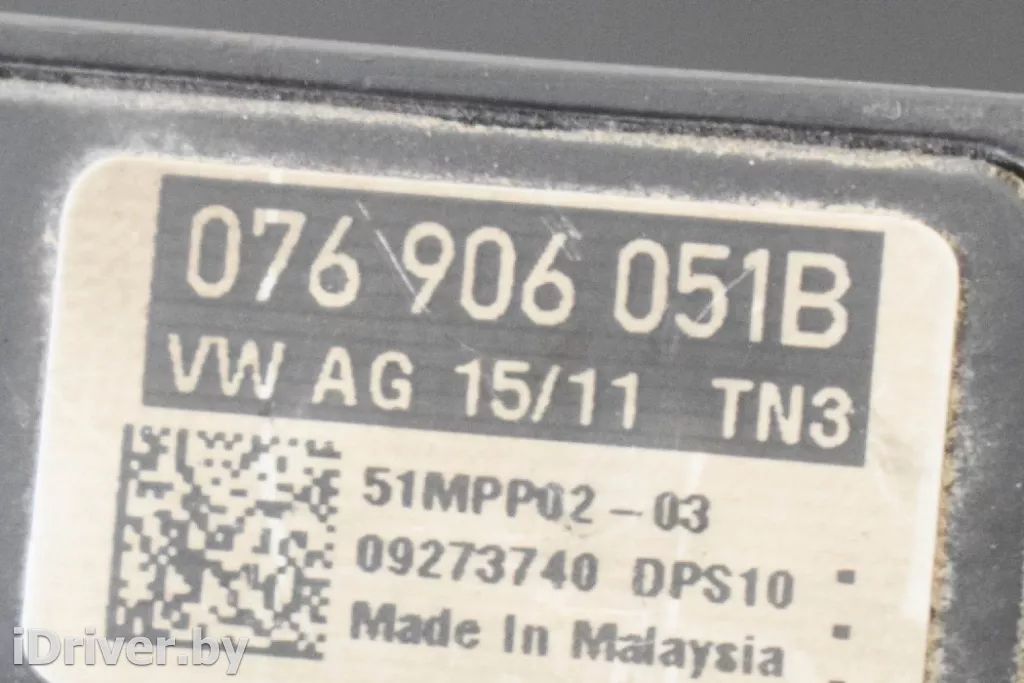 076 906 051B
VW AG 15/11 TN3
51MPP02-03
09273740 DPS10
Made In Malaysia
iDriver.by